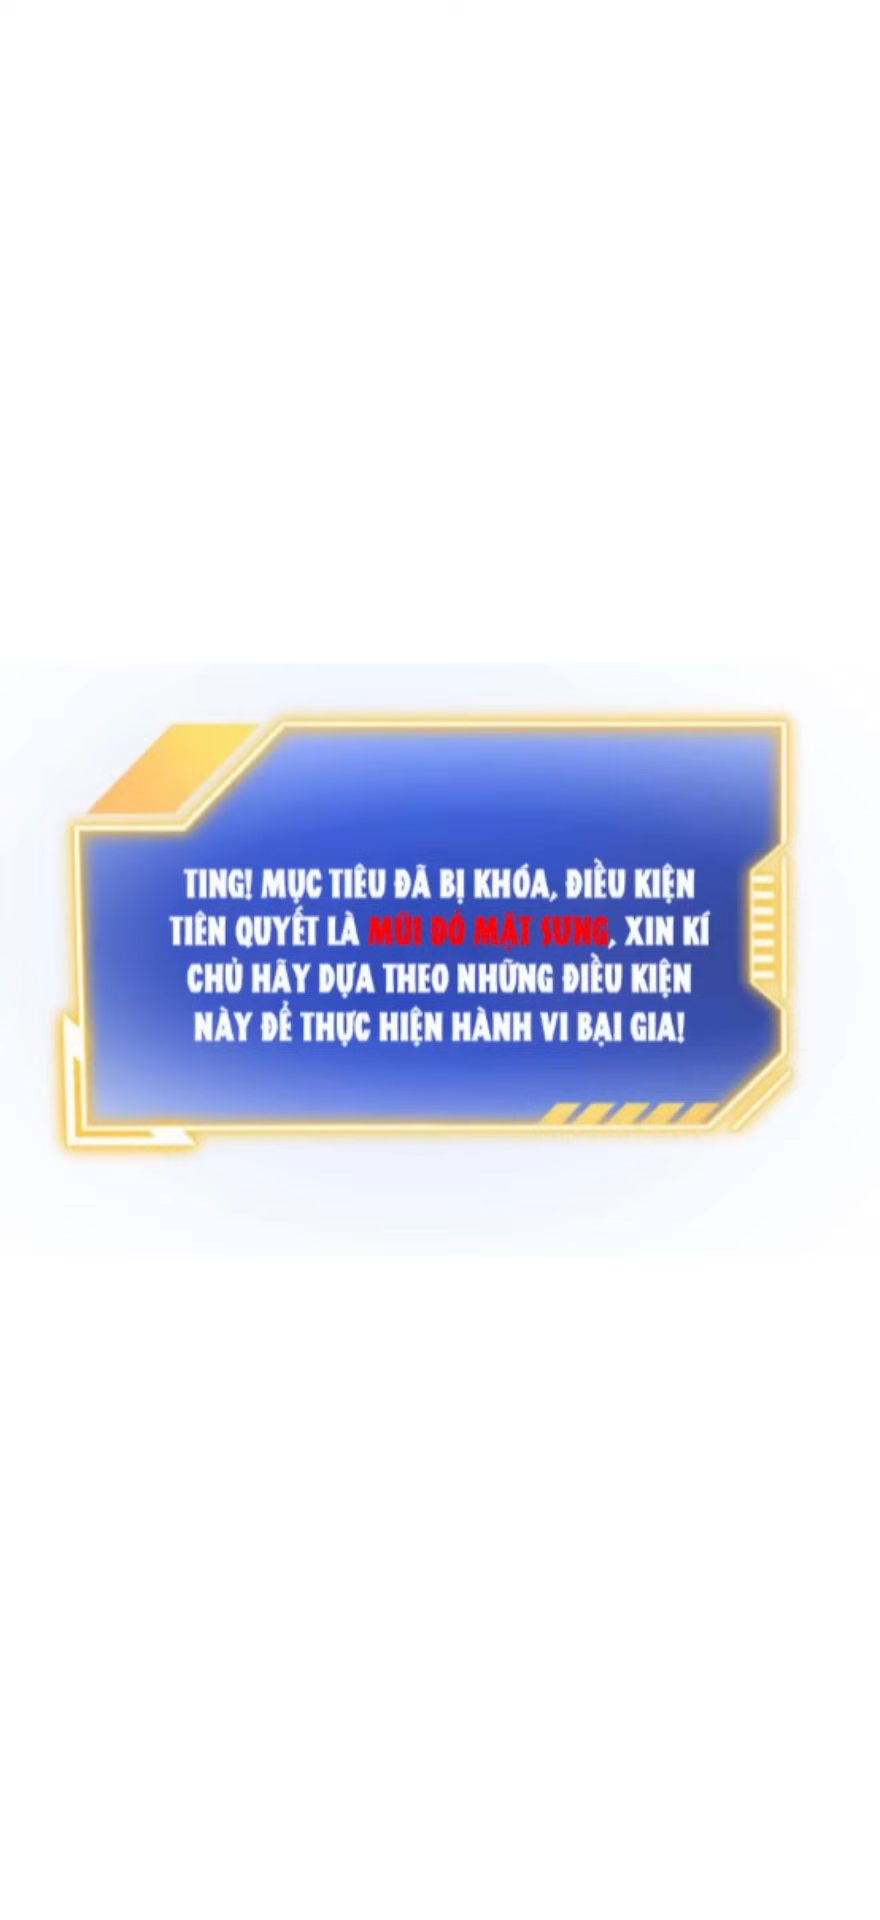 TING! MỤC TIÊU ĐÃ BỊ KHÓA, ĐIỀU KIỆN
TIÊN QUYẾT LÀ MŨI ĐỎ MẶT SƯNG, XIN KÍ
CHỦ HÃY DỰA THEO NHỮNG ĐIỀU KIỆN
NÀY ĐỂ THỰC HIỆN HÀNH VI BẠI GIA!